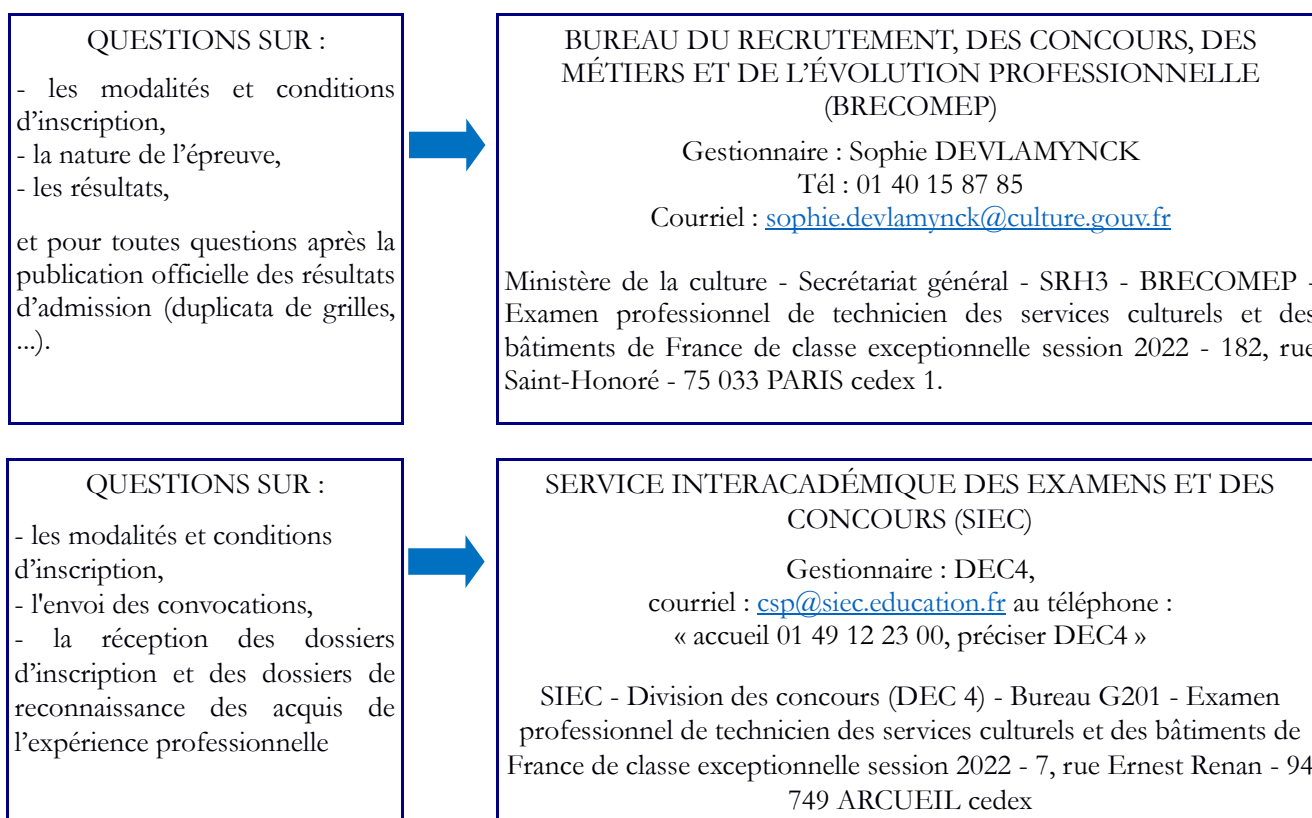 QUESTIONS SUR :
- les modalités et conditions
d’inscription,
- la nature de l’épreuve,
- les résultats,
et pour toutes questions après la
publication officielle des résultats
d’admission (duplicata de grilles,
...).
BUREAU DU RECRUTEMENT, DES CONCOURS, DES
MÉTIERS ET DE L’ÉVOLUTION PROFESSIONNELLE
(BRECOMEP)
Gestionnaire : Sophie DEVLAMYNCK
Tél : 01 40 15 87 85
Courriel : sophie.devlamynck@culture.gouv.fr
Ministère de la culture - Secrétariat général - SRH3 - BRECOMEP -
Examen professionnel de technicien des services culturels et des
bâtiments de France de classe exceptionnelle session 2022 - 182, rue
Saint-Honoré - 75 033 PARIS cedex 1.
QUESTIONS SUR :
- les modalités et conditions
d’inscription,
- l'envoi des convocations,
- la réception des dossiers
d’inscription et des dossiers de
reconnaissance des acquis de
l’expérience professionnelle
SERVICE INTERACADÉMIQUE DES EXAMENS ET DES
CONCOURS (SIEC)
Gestionnaire : DEC4,
courriel : csp@siec.education.fr au téléphone :
« accueil 01 49 12 23 00, préciser DEC4 »
SIEC - Division des concours (DEC 4) - Bureau G201 - Examen
professionnel de technicien des services culturels et des bâtiments de
France de classe exceptionnelle session 2022 - 7, rue Ernest Renan - 94
749 ARCUEIL cedex